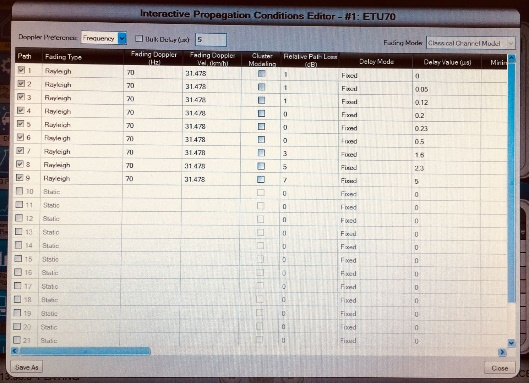 Interactive Propagation Conditions Editor - #1: ETU70
Doppler Preference: Frequency Bulk Delay (us): 5 Fading Mode: Classical Channel Model
Path Fading Type Fading Doppler (Hz) Fading Doppler Vel. (km/h) Cluster Modeling Relative Path Loss (dB) Delay Mode Delay Value (us)
1 Rayleigh 70 31.478 1 Fixed 0
2 Rayleigh 70 31.478 1 Fixed 0.05
3 Rayleigh 70 31.478 1 Fixed 0.12
4 Rayleigh 70 31.478 0 Fixed 0.2
5 Rayleigh 70 31.478 0 Fixed 0.23
6 Rayleigh 70 31.478 0 Fixed 0.5
7 Rayleigh 70 31.478 3 Fixed 1.6
8 Rayleigh 70 31.478 5 Fixed 2.3
9 Rayleigh 70 31.478 7 Fixed 5
10 Static 0 Fixed 0
11 Static 0 Fixed 0
12 Static 0 Fixed 0
13 Static 0 Fixed 0
14 Static 0 Fixed 0
15 Static 0 Fixed 0
16 Static 0 Fixed 0
17 Static 0 Fixed 0
18 Static 0 Fixed 0
19 Static 0 Fixed 0
20 Static 0 Fixed 0
21 Static 0 Fixed 0
Save As Close